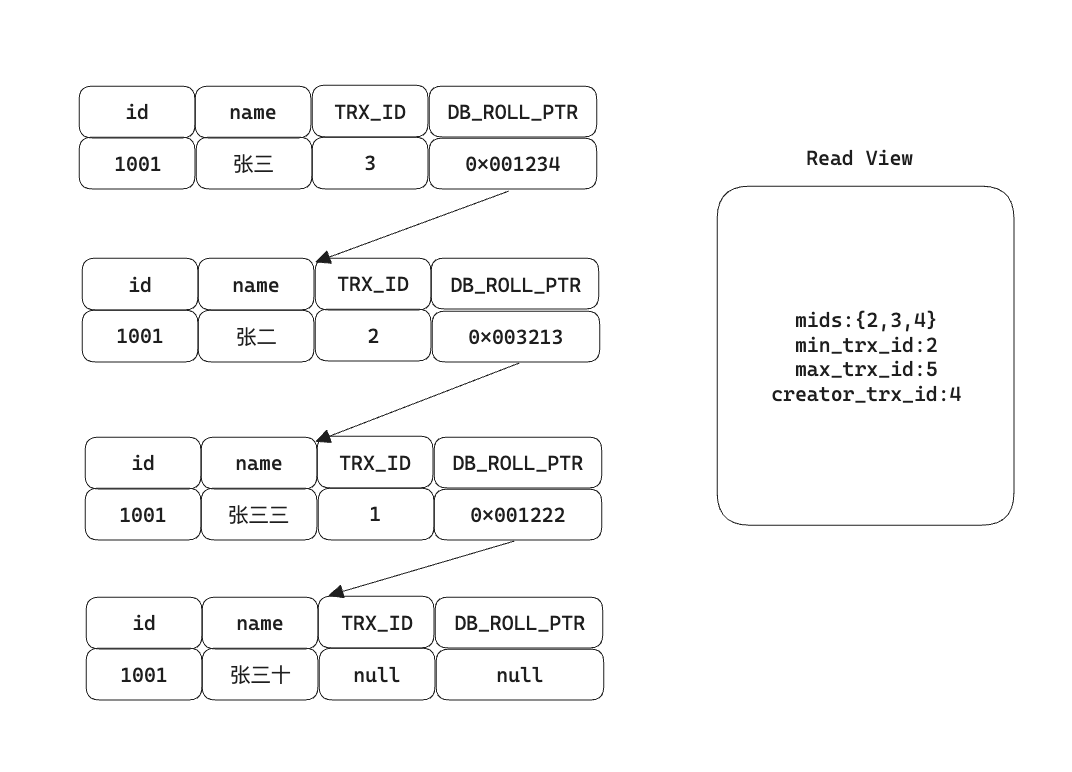 id name TRX_ID DB_ROLL_PTR
1001 张三 3 0×001234
Read View
id name TRX_ID DB_ROLL_PTR
1001 张二 2 0×003213
mids:{2,3,4}
min_trx_id:2
max_trx_id:5
creator_trx_id:4
id name TRX_ID DB_ROLL_PTR
1001 张三三 1 0×001222
id name TRX_ID DB_ROLL_PTR
1001 张三十 null null